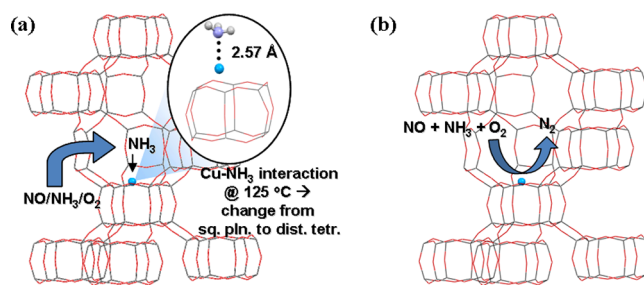 (a)
2.57 Å
NH₃
NO/NH₃/O₂
Cu-NH₃ interaction
@ 125 ºC →
change from
sq. pln. to dist. tetr.
(b)
NO + NH₃ + O₂
N₂